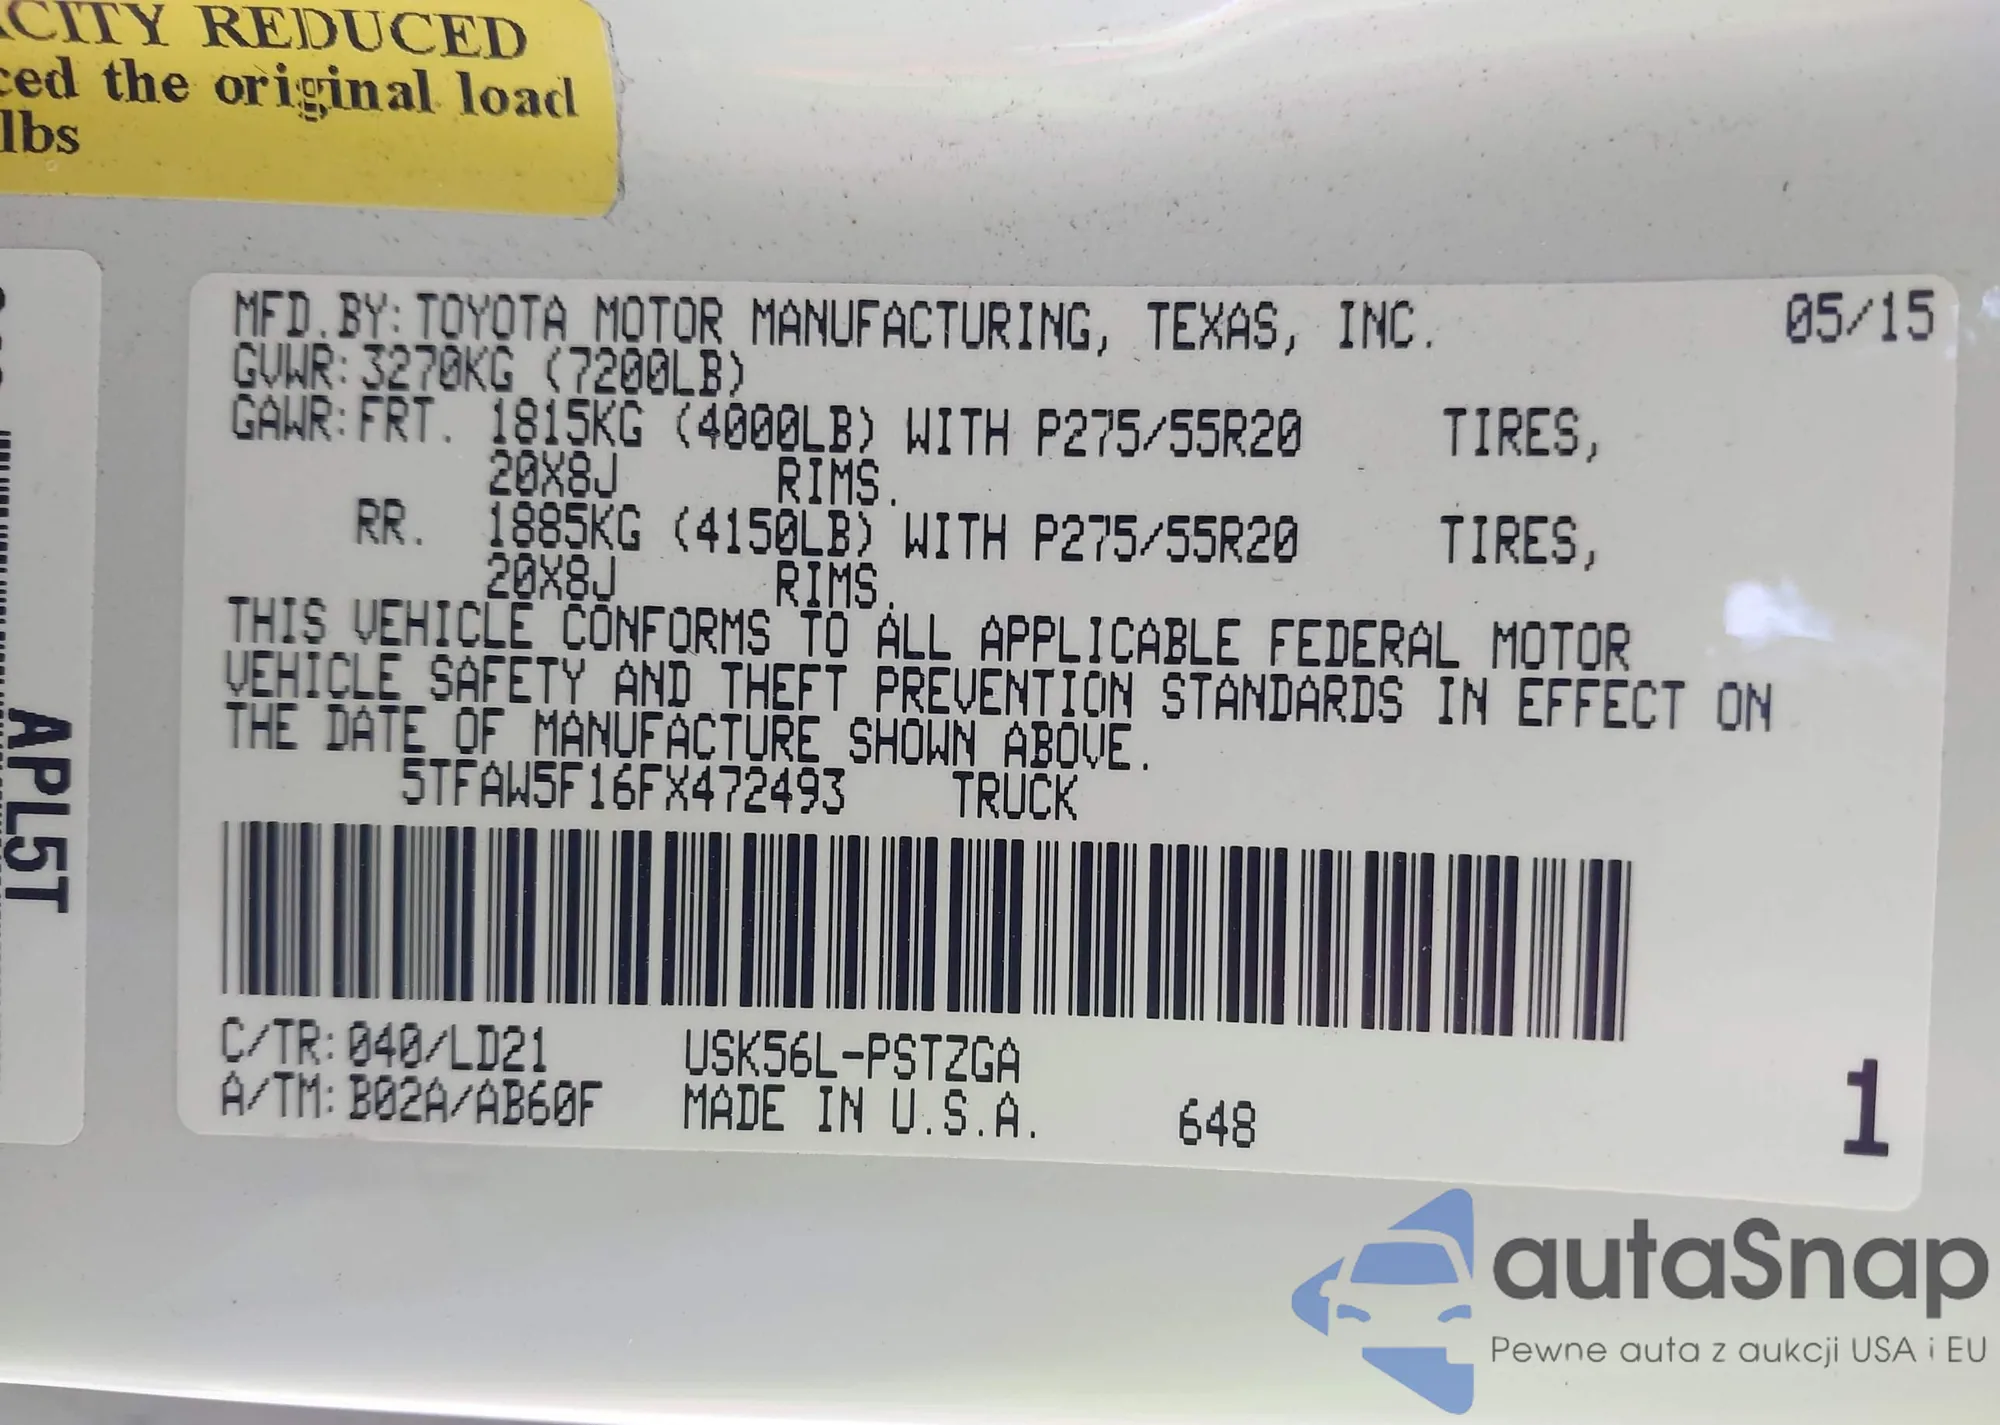 CITY REDUCED
ced the original load
lbs
MFD.BY:TOYOTA MOTOR MANUFACTURING, TEXAS, INC. 05/15
GVWR:3270KG (7200LB)
GAWR:FRT. 1815KG (4000LB) WITH P275/55R20 TIRES,
20X8J RIMS.
RR. 1885KG (4150LB) WITH P275/55R20 TIRES,
20X8J RIMS.
THIS VEHICLE CONFORMS TO ALL APPLICABLE FEDERAL MOTOR
VEHICLE SAFETY AND THEFT PREVENTION STANDARDS IN EFFECT ON
THE DATE OF MANUFACTURE SHOWN ABOVE.
5TFAW5F16FX472493 TRUCK
C/TR:040/LD21 USK56L-PSTZGA
A/TM:B02A/AB60F MADE IN U.S.A. 648
1
APL5T
autaSnap
Pewne auta z aukcji USA i EU